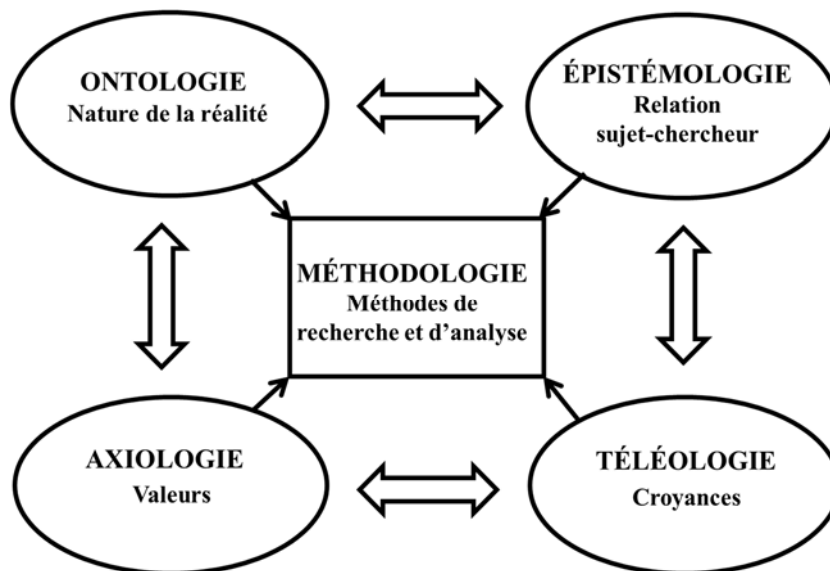 ONTOLOGIE
Nature de la réalité
ÉPISTÉMOLOGIE
Relation
sujet-chercheur
MÉTHODOLOGIE
Méthodes de
recherche et d’analyse
AXIOLOGIE
Valeurs
TÉLÉOLOGIE
Croyances